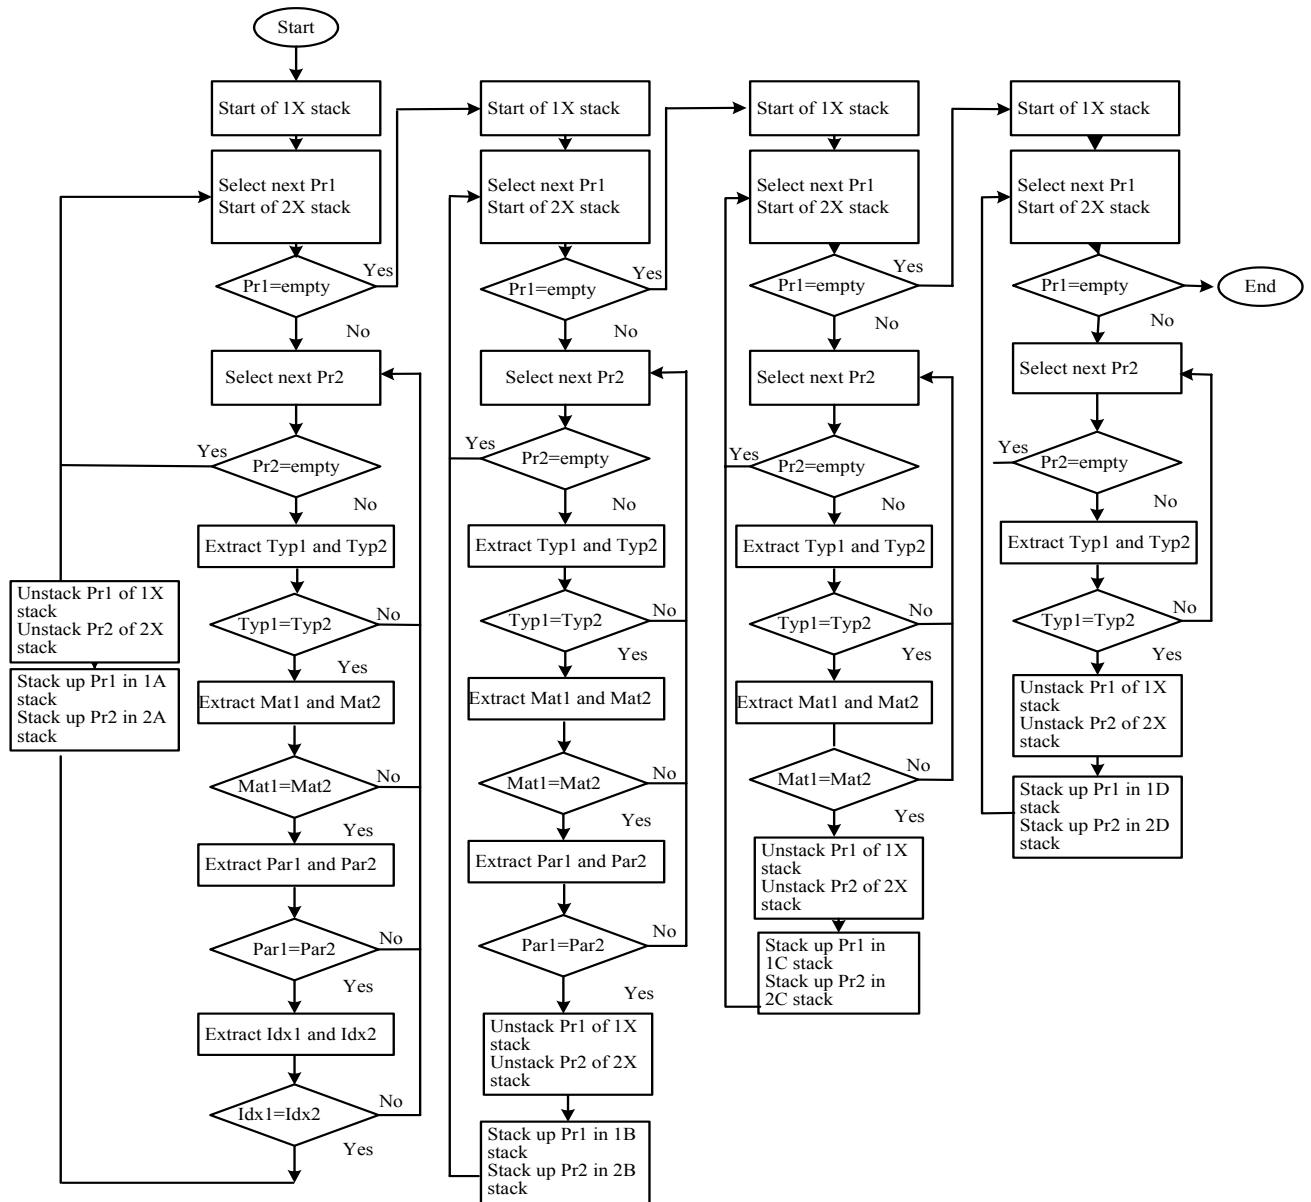 Start
Start of 1X stack
Select next Pr1
Start of 2X stack
Yes
Pr1=empty
No
Select next Pr2
Yes
Pr2=empty
No
Extract Typ1 and Typ2
Typ1=Typ2
No
Yes
Extract Mat1 and Mat2
Mat1=Mat2
No
Yes
Extract Par1 and Par2
Par1=Par2
No
Yes
Extract Idx1 and Idx2
Idx1=Idx2
No
Yes
Unstack Pr1 of 1X
stack
Unstack Pr2 of 2X
stack
Stack up Pr1 in 1A
stack
Stack up Pr2 in 2A
stack
Start of 1X stack
Select next Pr1
Start of 2X stack
Pr1=empty
Yes
No
Select next Pr2
Yes
Pr2=empty
No
Extract Typ1 and Typ2
Typ1=Typ2
No
Yes
Extract Mat1 and Mat2
Mat1=Mat2
No
Yes
Extract Par1 and Par2
Par1=Par2
No
Yes
Unstack Pr1 of 1X
stack
Unstack Pr2 of 2X
stack
Stack up Pr1 in 1B
stack
Stack up Pr2 in 2B
stack
Start of 1X stack
Select next Pr1
Start of 2X stack
Pr1=empty
Yes
No
Select next Pr2
Yes
Pr2=empty
No
Extract Typ1 and Typ2
Typ1=Typ2
No
Yes
Extract Mat1 and Mat2
Mat1=Mat2
No
Yes
Unstack Pr1 of 1X
stack
Unstack Pr2 of 2X
stack
Stack up Pr1 in
1C stack
Stack up Pr2 in
2C stack
Start of 1X stack
Select next Pr1
Start of 2X stack
Pr1=empty
End
No
Select next Pr2
Yes
Pr2=empty
No
Extract Typ1 and Typ2
Typ1=Typ2
No
Yes
Unstack Pr1 of 1X
stack
Unstack Pr2 of 2X
stack
Stack up Pr1 in 1D
stack
Stack up Pr2 in 2D
stack